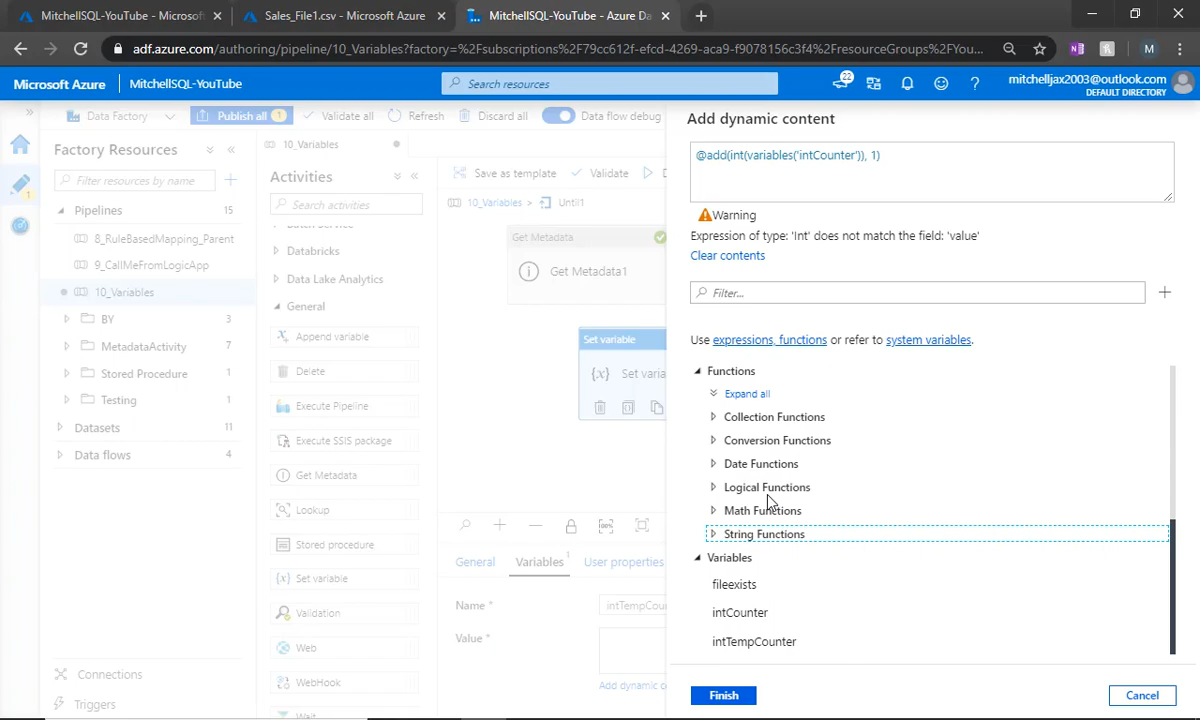 MitchellSQL-YouTube - Microsoft
Sales_File1.csv - Microsoft Azure
MitchellSQL-YouTube - Azure Da
adf.azure.com/authoring/pipeline/10_Variables?factory=%2Fsubscriptions%2F79cc612f-efcd-4269-aca9-f9078156c3f4%2FresourceGroups%2FYou...
M
Microsoft Azure
MitchellSQL-YouTube
Search resources
22
mitchelljax2003@outlook.com
DEFAULT DIRECTORY
Data Factory
Publish all 1
Validate all
Refresh
Discard all
Data flow debug
Factory Resources
Filter resources by name
Pipelines 15
8_RuleBasedMapping_Parent
9_CallMeFromLogicApp
10_Variables
BY 3
MetadataActivity 7
Stored Procedure 1
Testing 1
Datasets 11
Data flows 4
Connections
Triggers
10_Variables
Activities
Search activities
Databricks
Data Lake Analytics
General
Append variable
Delete
Execute Pipeline
Execute SSIS package
Get Metadata
Lookup
Stored procedure
Set variable
Validation
Web
WebHook
Wait
Save as template
Validate
10_Variables > Until1
Get Metadata
Get Metadata1
Set variable
Set varia
General
Variables 1
User properties
Name *
intTempCou
Value *
Add dynamic c
Add dynamic content
@add(int(variables('intCounter')), 1)
Warning
Expression of type: 'Int' does not match the field: 'value'
Clear contents
Filter...
Use expressions, functions or refer to system variables.
Functions
Expand all
Collection Functions
Conversion Functions
Date Functions
Logical Functions
Math Functions
String Functions
Variables
fileexists
intCounter
intTempCounter
Finish
Cancel